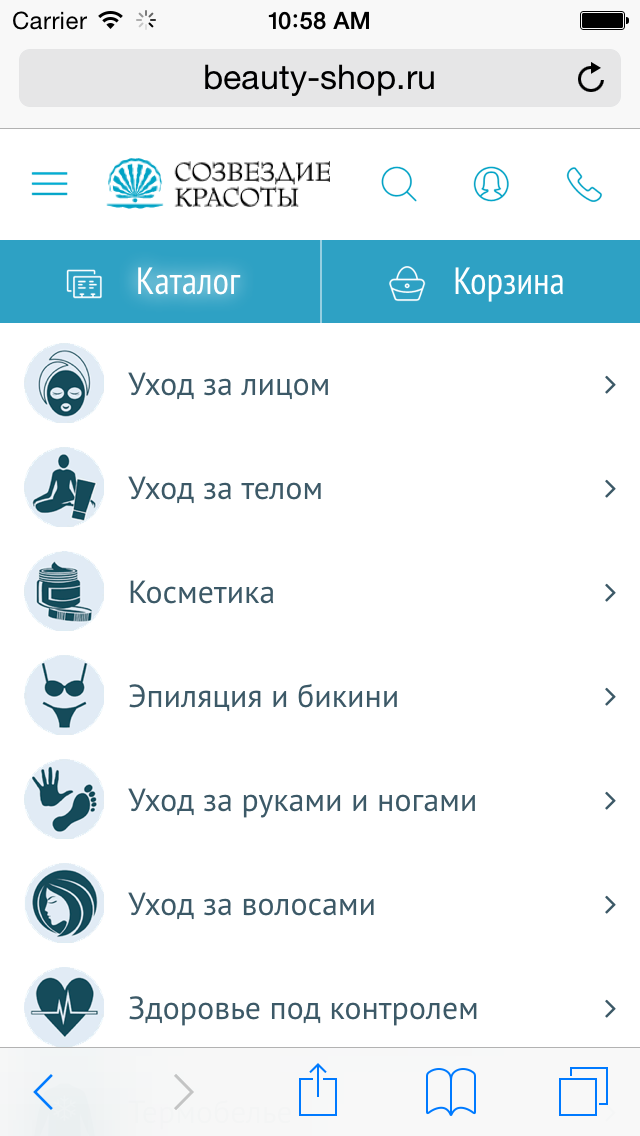 Carrier 10:58 AM
beauty-shop.ru
СОЗВЕЗДИЕ
КРАСОТЫ
Каталог Корзина
Уход за лицом
Уход за телом
Косметика
Эпиляция и бикини
Уход за руками и ногами
Уход за волосами
Здоровье под контролем
Термобелье